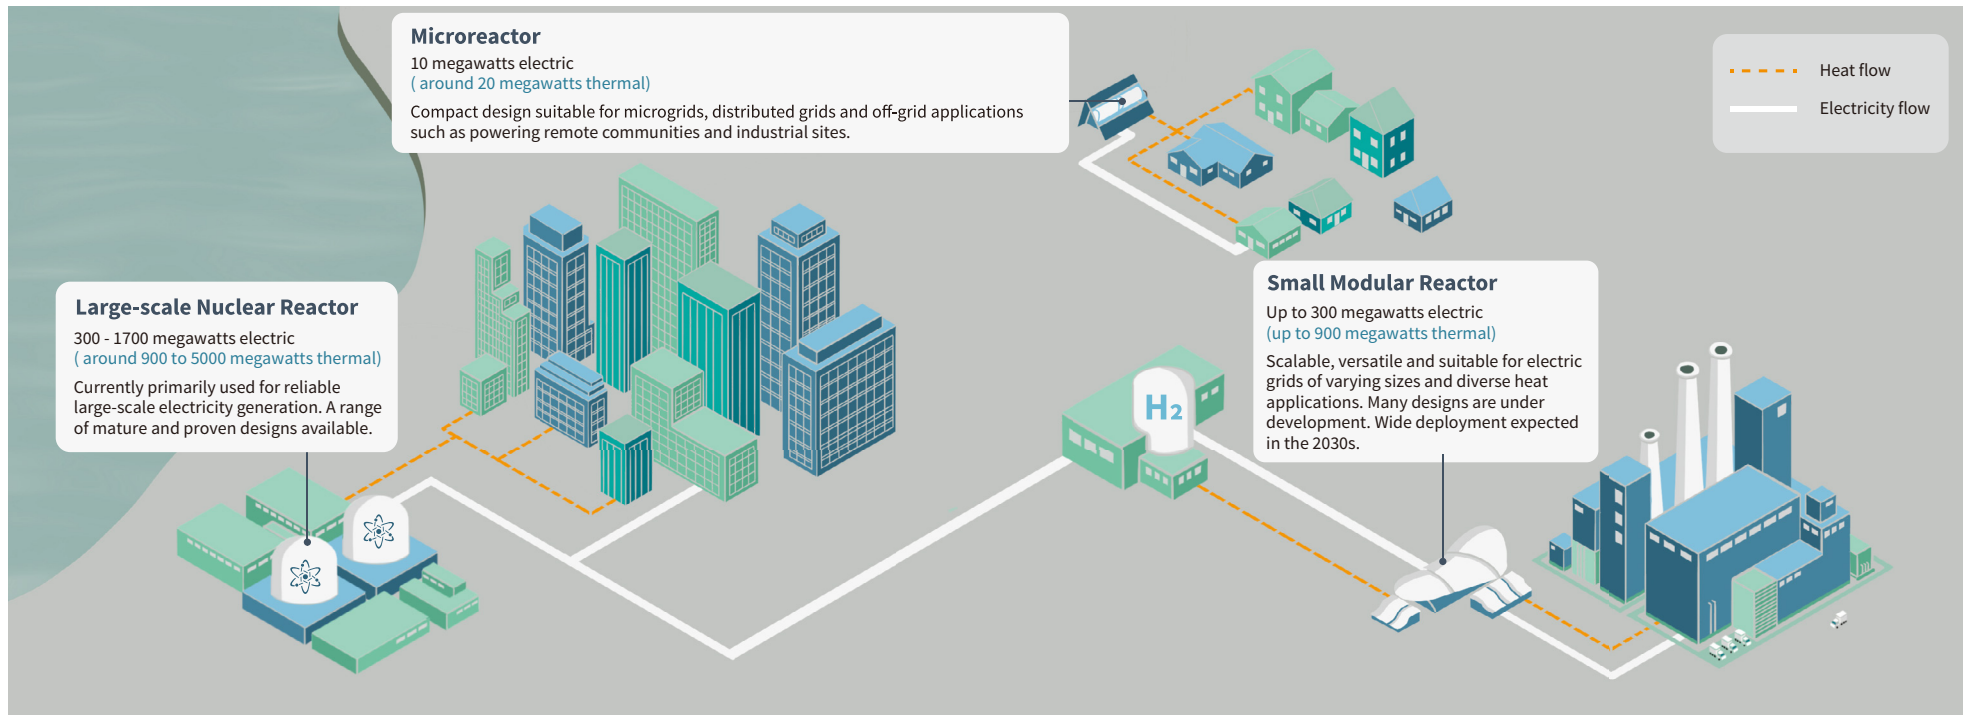 Microreactor
10 megawatts electric
( around 20 megawatts thermal)
Compact design suitable for microgrids, distributed grids and off-grid applications
such as powering remote communities and industrial sites.
Heat flow
Electricity flow
Large-scale Nuclear Reactor
300 - 1700 megawatts electric
( around 900 to 5000 megawatts thermal)
Currently primarily used for reliable
large-scale electricity generation. A range
of mature and proven designs available.
Small Modular Reactor
Up to 300 megawatts electric
(up to 900 megawatts thermal)
Scalable, versatile and suitable for electric
grids of varying sizes and diverse heat
applications. Many designs are under
development. Wide deployment expected
in the 2030s.
H2